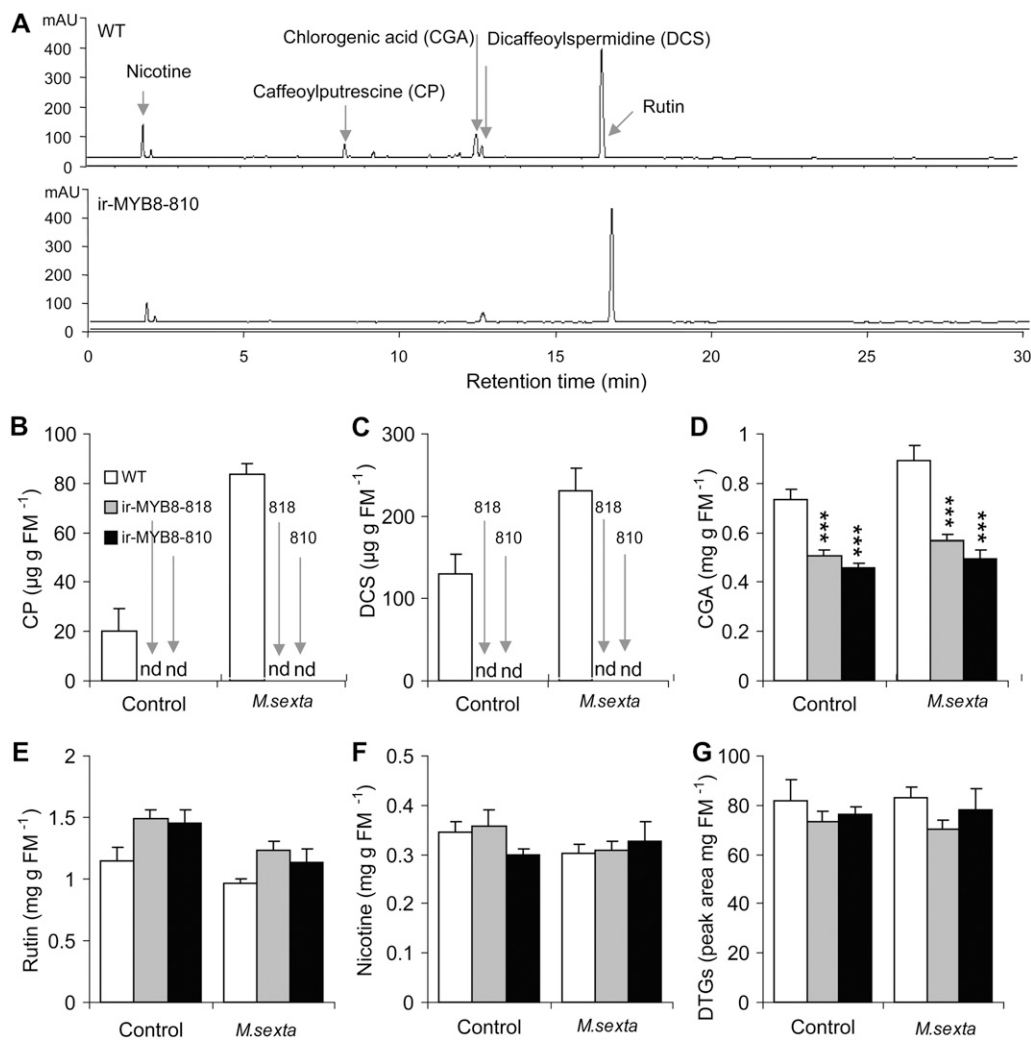 A
mAU
WT
400
300
200
100
0
Nicotine
Caffeoylputrescine (CP)
Chlorogenic acid (CGA)
Dicaffeoylspermidine (DCS)
Rutin
mAU
ir-MYB8-810
400
300
200
100
0
0 5 10 15 20 25 30
Retention time (min)
B
100
80
60
40
20
0
CP (µg g FM -1)
WT
ir-MYB8-818
ir-MYB8-810
818
810
nd nd
nd nd
Control M.sexta
C
300
200
100
0
DCS (µg g FM -1)
818
810
818
810
nd nd
nd nd
Control M.sexta
D
1
0.8
0.6
0.4
0.2
0
CGA (mg g FM -1)
*** ***
*** ***
Control M.sexta
E
2
1.5
1
0.5
0
Rutin (mg g FM -1)
Control M.sexta
F
0.5
0.4
0.3
0.2
0.1
0
Nicotine (mg g FM -1)
Control M.sexta
G
100
80
60
40
20
0
DTGs (peak area mg FM -1)
Control M.sexta